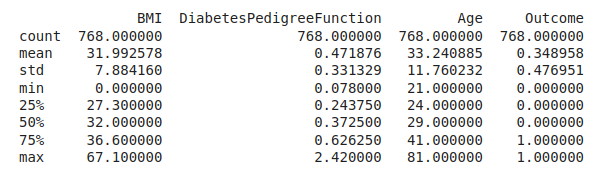 BMI  DiabetesPedigreeFunction         Age     Outcome
count  768.000000                768.000000  768.000000  768.000000
mean    31.992578                  0.471876   33.240885    0.348958
std      7.884160                  0.331329   11.760232    0.476951
min      0.000000                  0.078000   21.000000    0.000000
25%     27.300000                  0.243750   24.000000    0.000000
50%     32.000000                  0.372500   29.000000    0.000000
75%     36.600000                  0.626250   41.000000    1.000000
max     67.100000                  2.420000   81.000000    1.000000